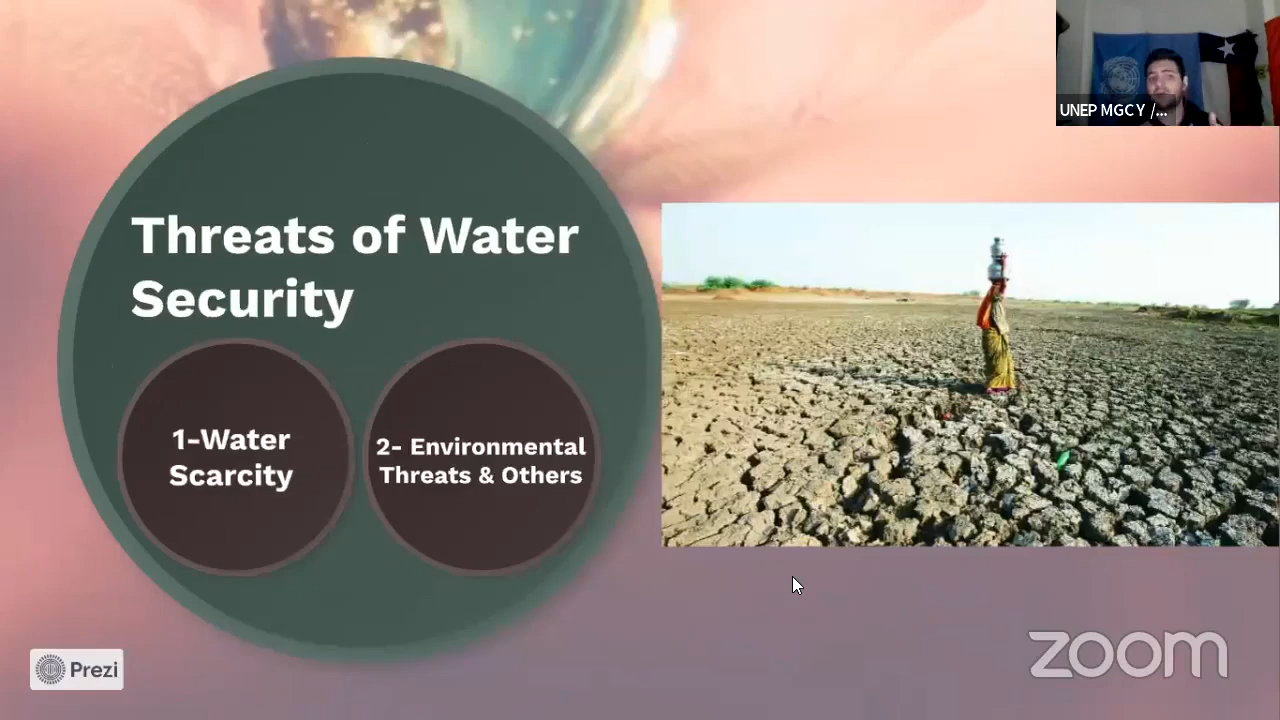 UNEP MGCY /...
Threats of Water
Security
1-Water
Scarcity
2- Environmental
Threats & Others
Prezi
zoom